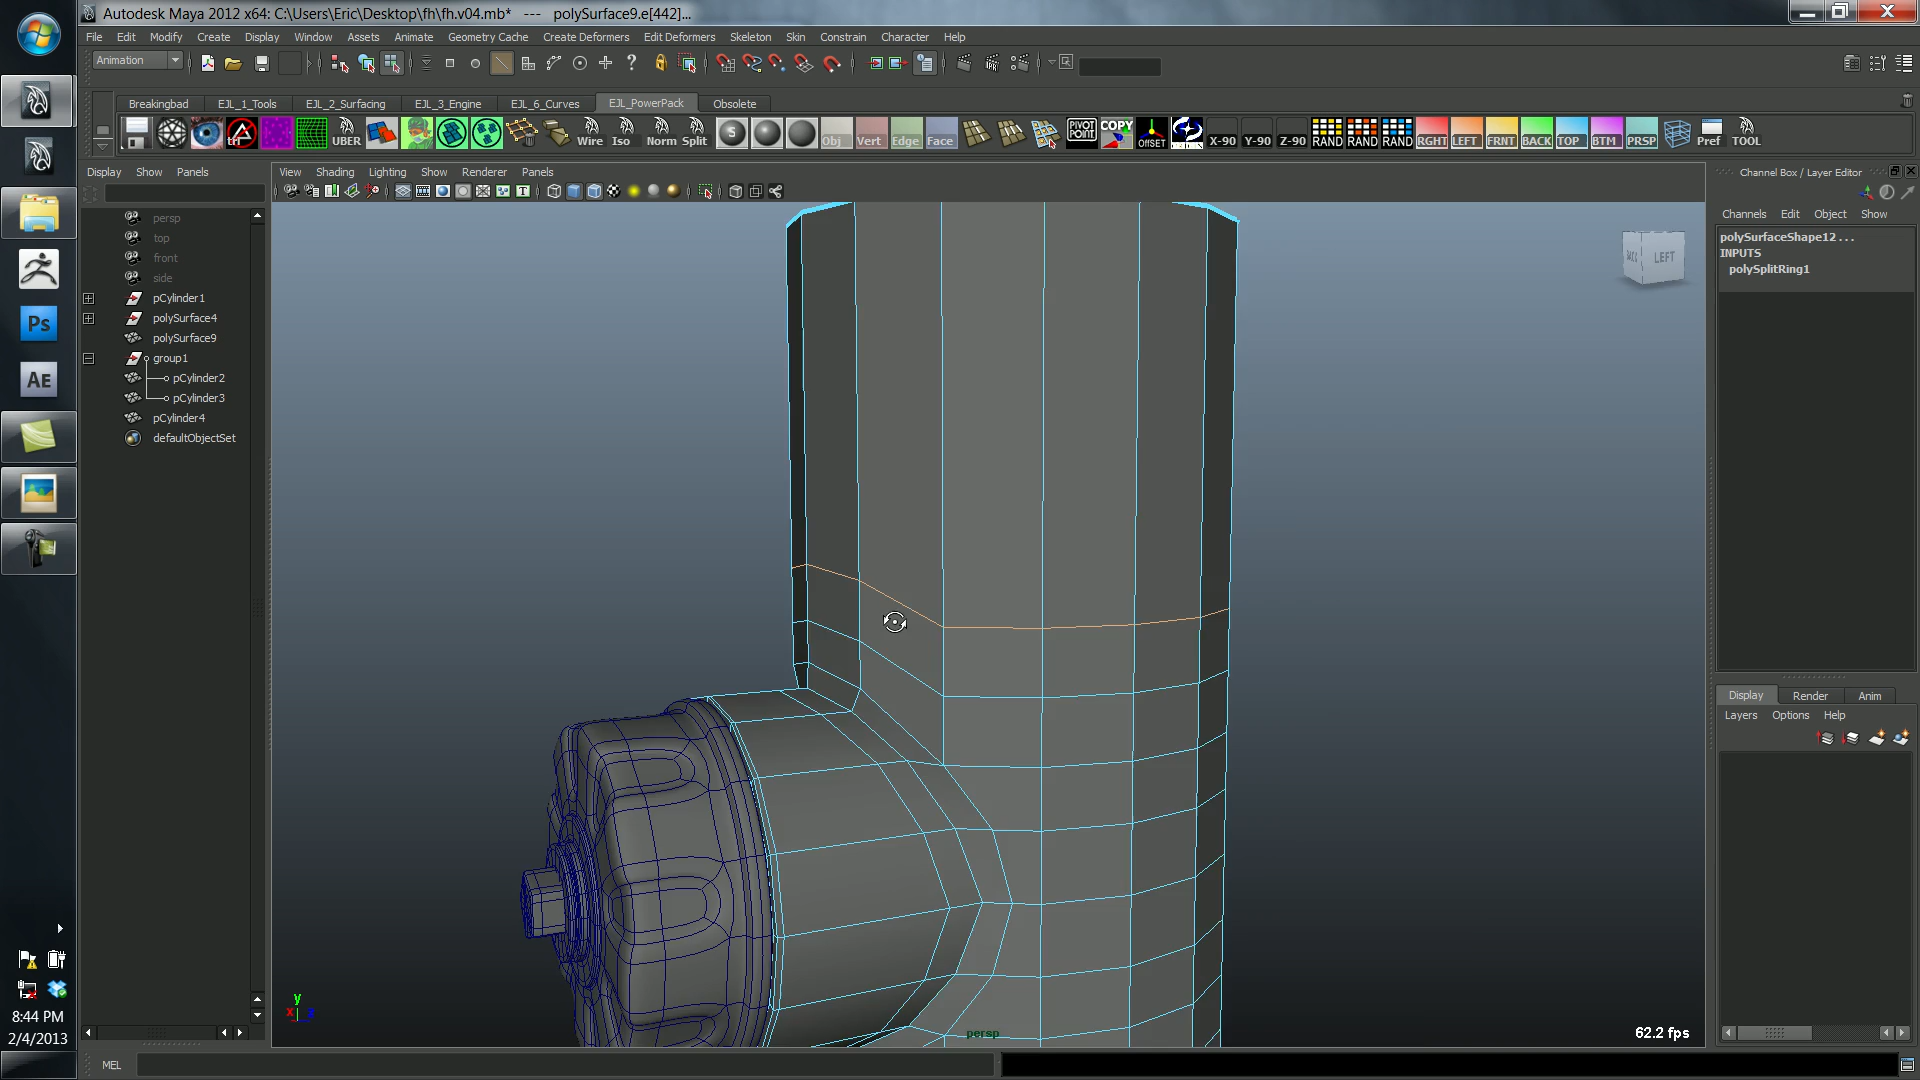 Autodesk Maya 2012 x64: C:\Users\Eric\Desktop\fh\fh.v04.mb* --- polySurface9.e[442]...
File Edit Modify Create Display Window Assets Animate Geometry Cache Create Deformers Edit Deformers Skeleton Skin Constrain Character Help
Animation
Breakingbad EJL_1_Tools EJL_2_Surfacing EJL_3_Engine EJL_6_Curves EJL_PowerPack Obsolete
trA UBER Wire Iso Norm Split S Obj Vert Edge Face PIVOT POINT COPY OffSET X-90 Y-90 Z-90 RAND RAND RAND RGHT LEFT FRNT BACK TOP BTM PRSP Pref TOOL
Display Show Panels
View Shading Lighting Show Renderer Panels
Channel Box / Layer Editor
Channels Edit Object Show
persp
top
front
side
pCylinder1
polySurface4
polySurface9
group1
pCylinder2
pCylinder3
pCylinder4
defaultObjectSet
BACK LEFT
polySurfaceShape12...
INPUTS
polySplitRing1
Ps
AE
Display Render Anim
Layers Options Help
y
x
persp
62.2 fps
8:44 PM
2/4/2013
MEL